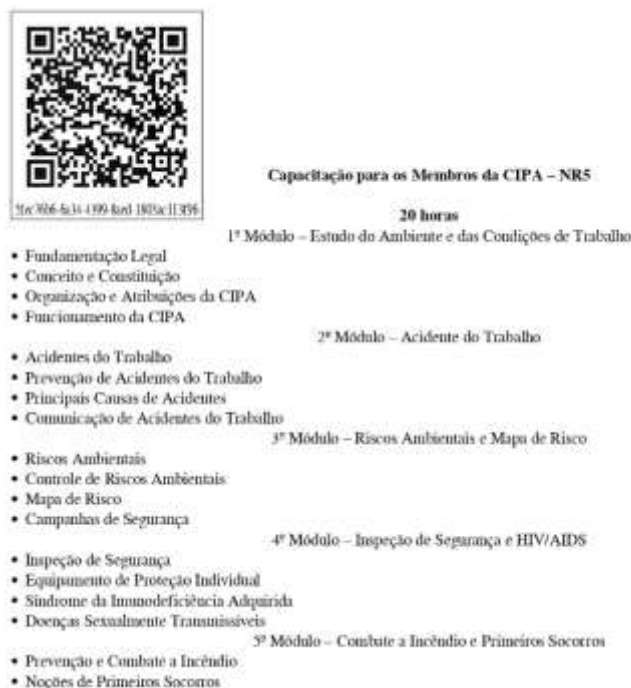 Capacitação para os Membros da CIPA – NR5
20 horas
1º Módulo – Estudo do Ambiente e das Condições de Trabalho
• Fundamentação Legal
• Conceito e Constituição
• Organização e Atribuições da CIPA
• Funcionamento da CIPA
2º Módulo – Acidente do Trabalho
• Acidentes do Trabalho
• Prevenção de Acidentes do Trabalho
• Principais Causas de Acidentes
• Comunicação de Acidentes do Trabalho
3º Módulo – Riscos Ambientais e Mapa de Risco
• Riscos Ambientais
• Controle de Riscos Ambientais
• Mapa de Risco
• Campanhas de Segurança
4º Módulo – Inspeção de Segurança e HIV/AIDS
• Inspeção de Segurança
• Equipamento de Proteção Individual
• Síndrome da Imunodeficiência Adquirida
• Doenças Sexualmente Transmissíveis
5º Módulo – Combate a Incêndio e Primeiros Socorros
• Prevenção e Combate a Incêndio
• Noções de Primeiros Socorros